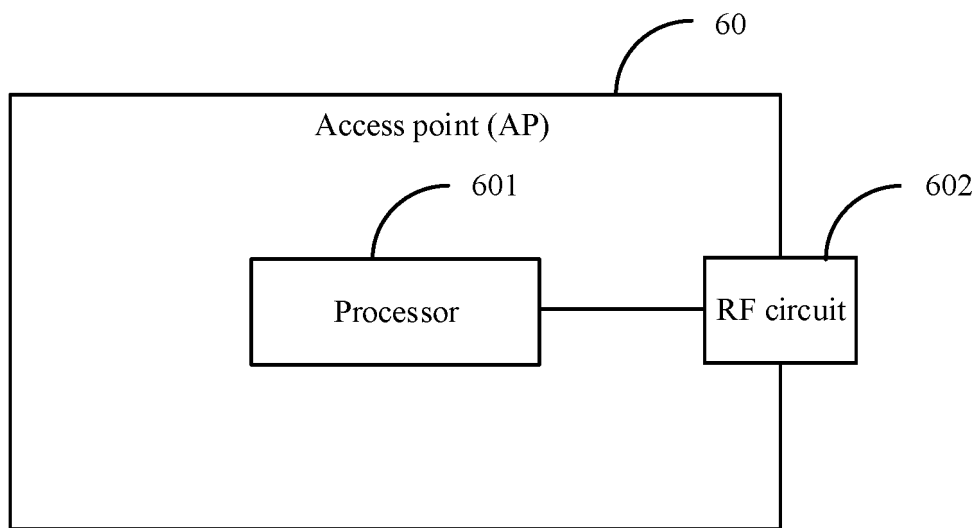 60
Access point (AP)
601
602
Processor
RF circuit